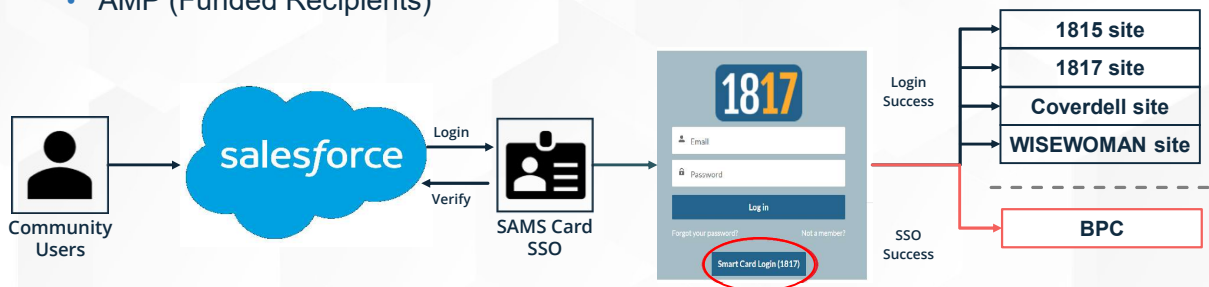 • AMP (Funded Recipients)
Community
Users
salesforce
Login
Verify
SAMS Card
SSO
1817
Email
Password
Log in
Forgot your password?
Not a member?
Smart Card Login (1817)
Login
Success
SSO
Success
1815 site
1817 site
Coverdell site
WISEWOMAN site
BPC